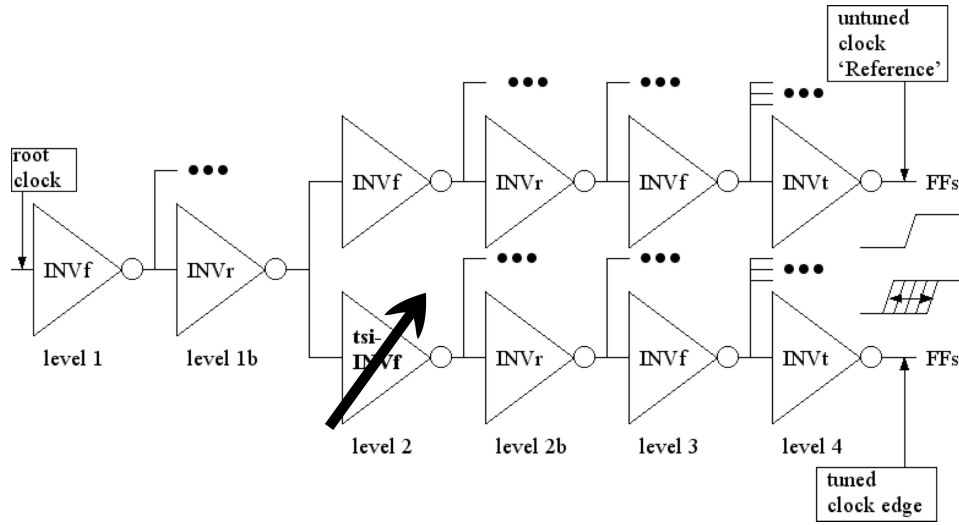 untuned
clock
‘Reference’
root
clock
INVf
INVr
INVf
INVt
FFs
INVf
INVr
tsi-
INVf
INVr
INVf
INVt
FFs
level 1
level 1b
level 2
level 2b
level 3
level 4
tuned
clock edge